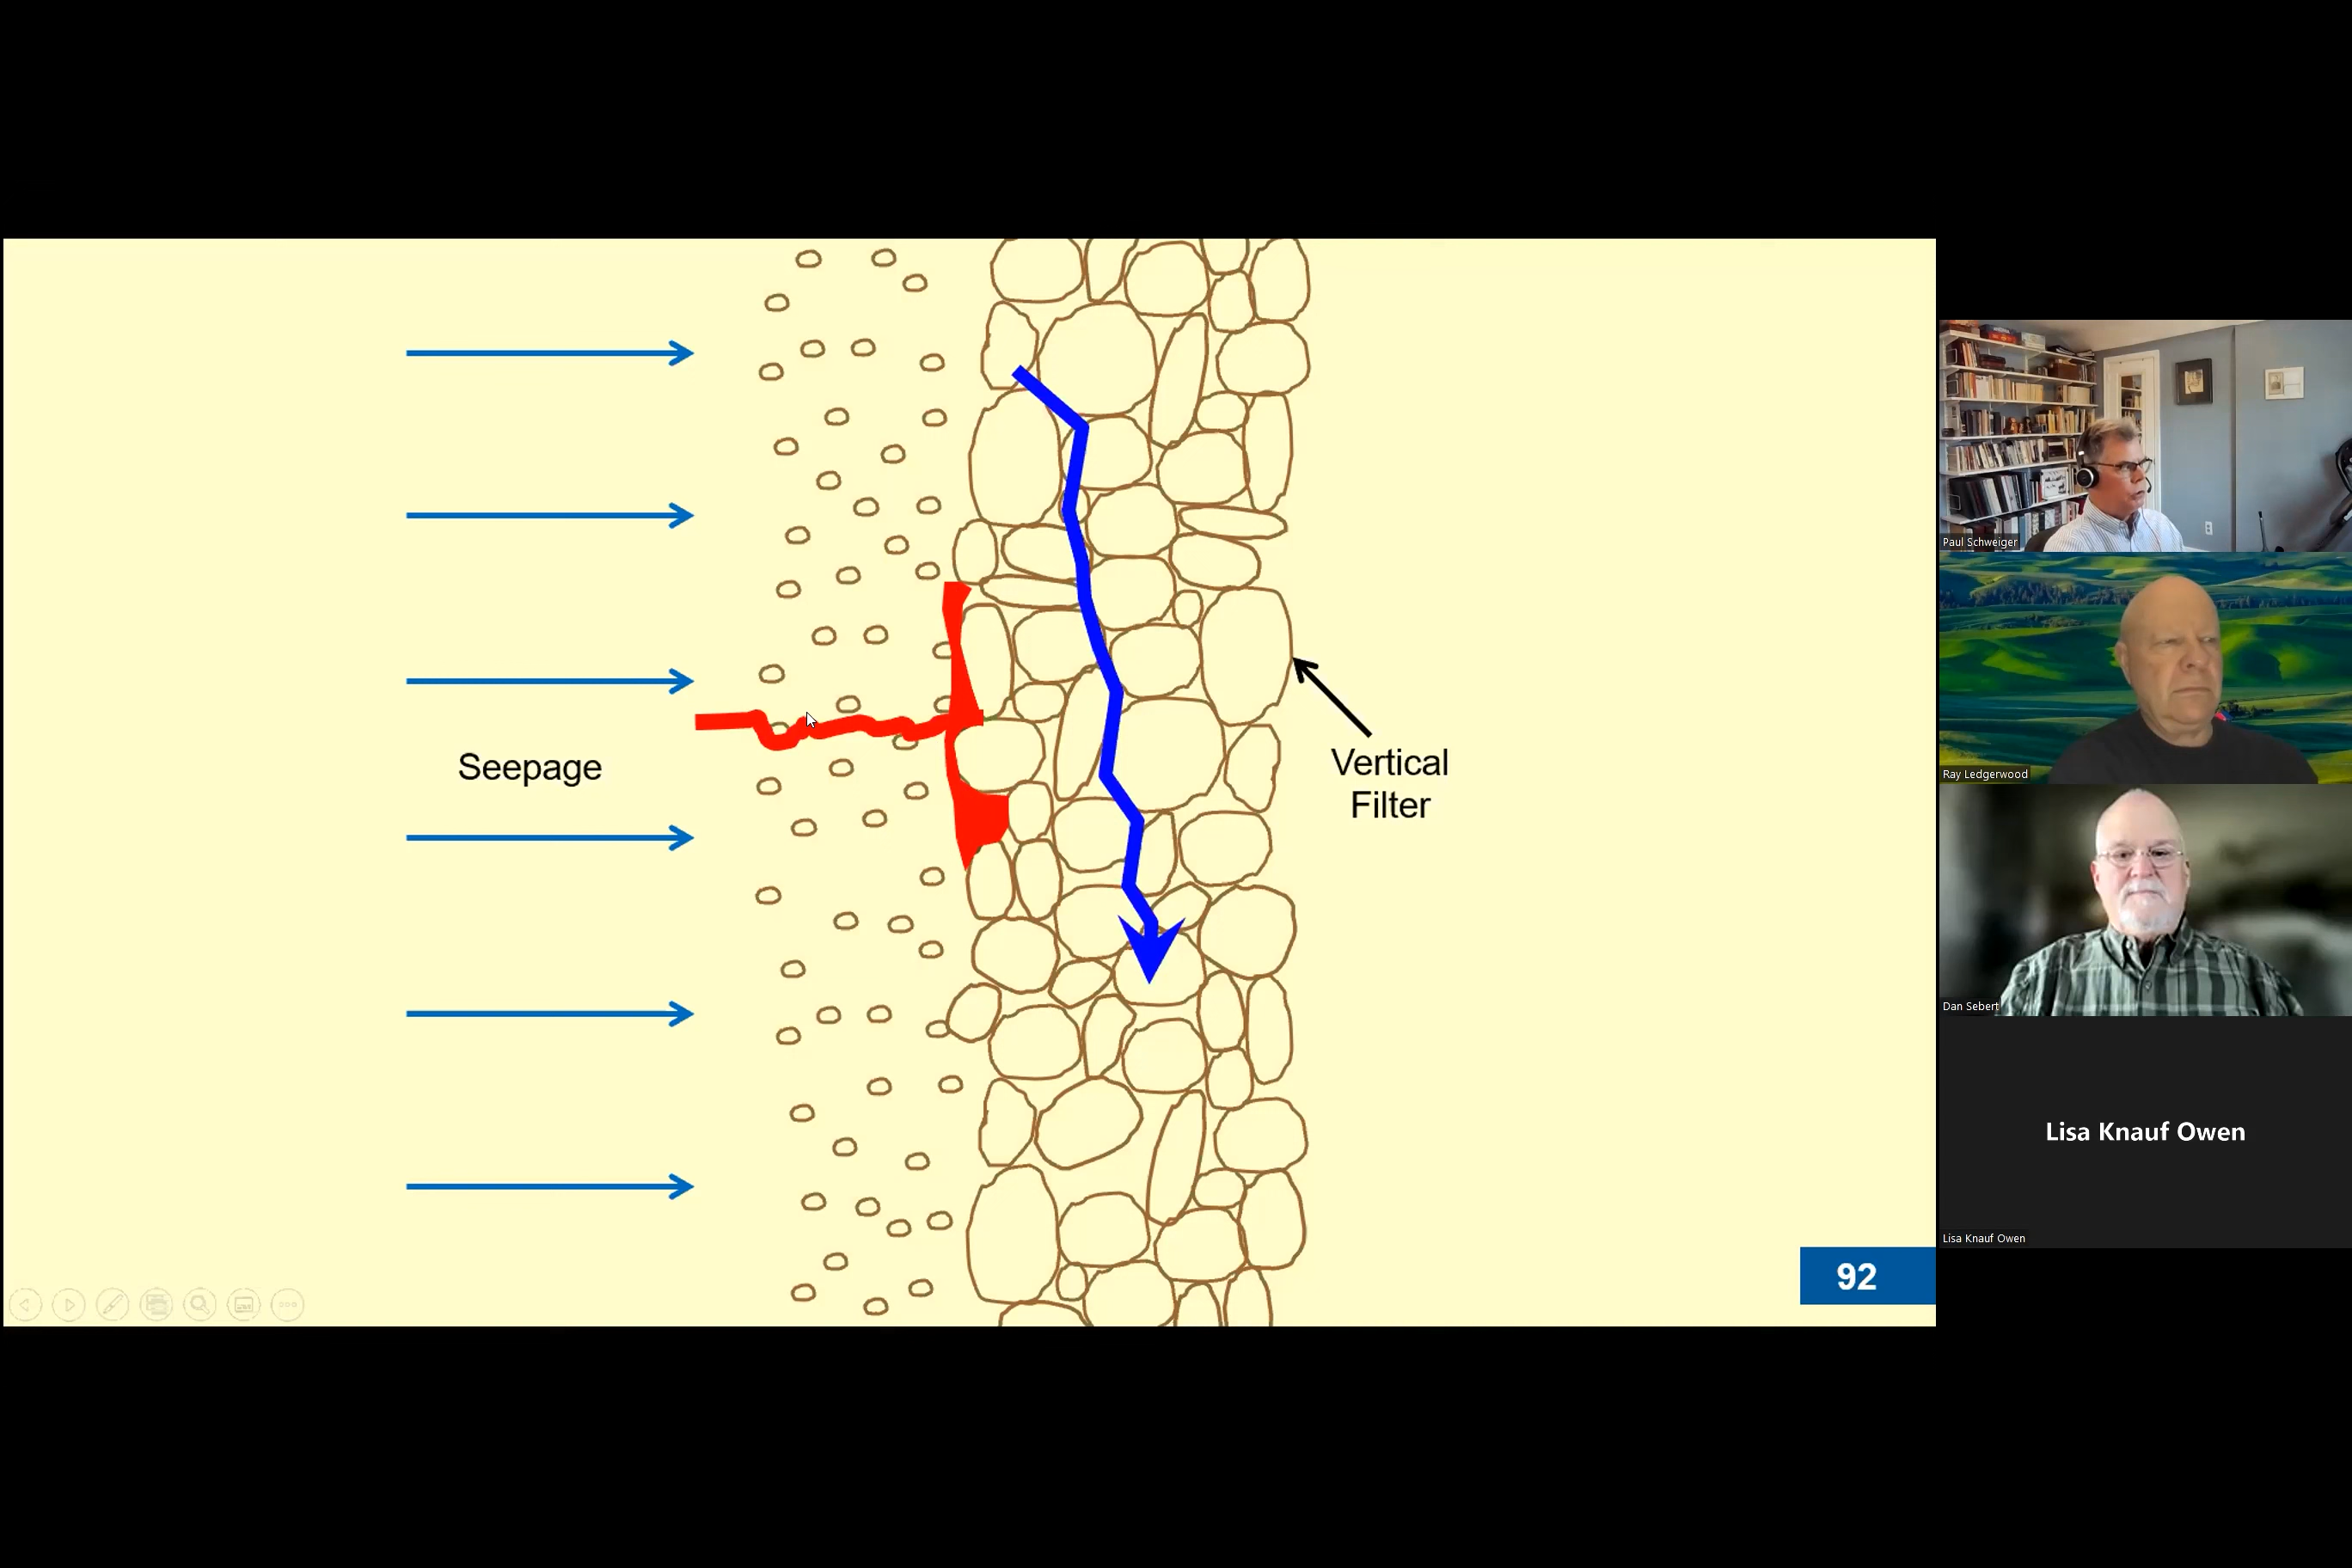 Seepage
Vertical
Filter
92
Paul Schweiger
Ray Ledgerwood
Dan Sebert
Lisa Knauf Owen
Lisa Knauf Owen